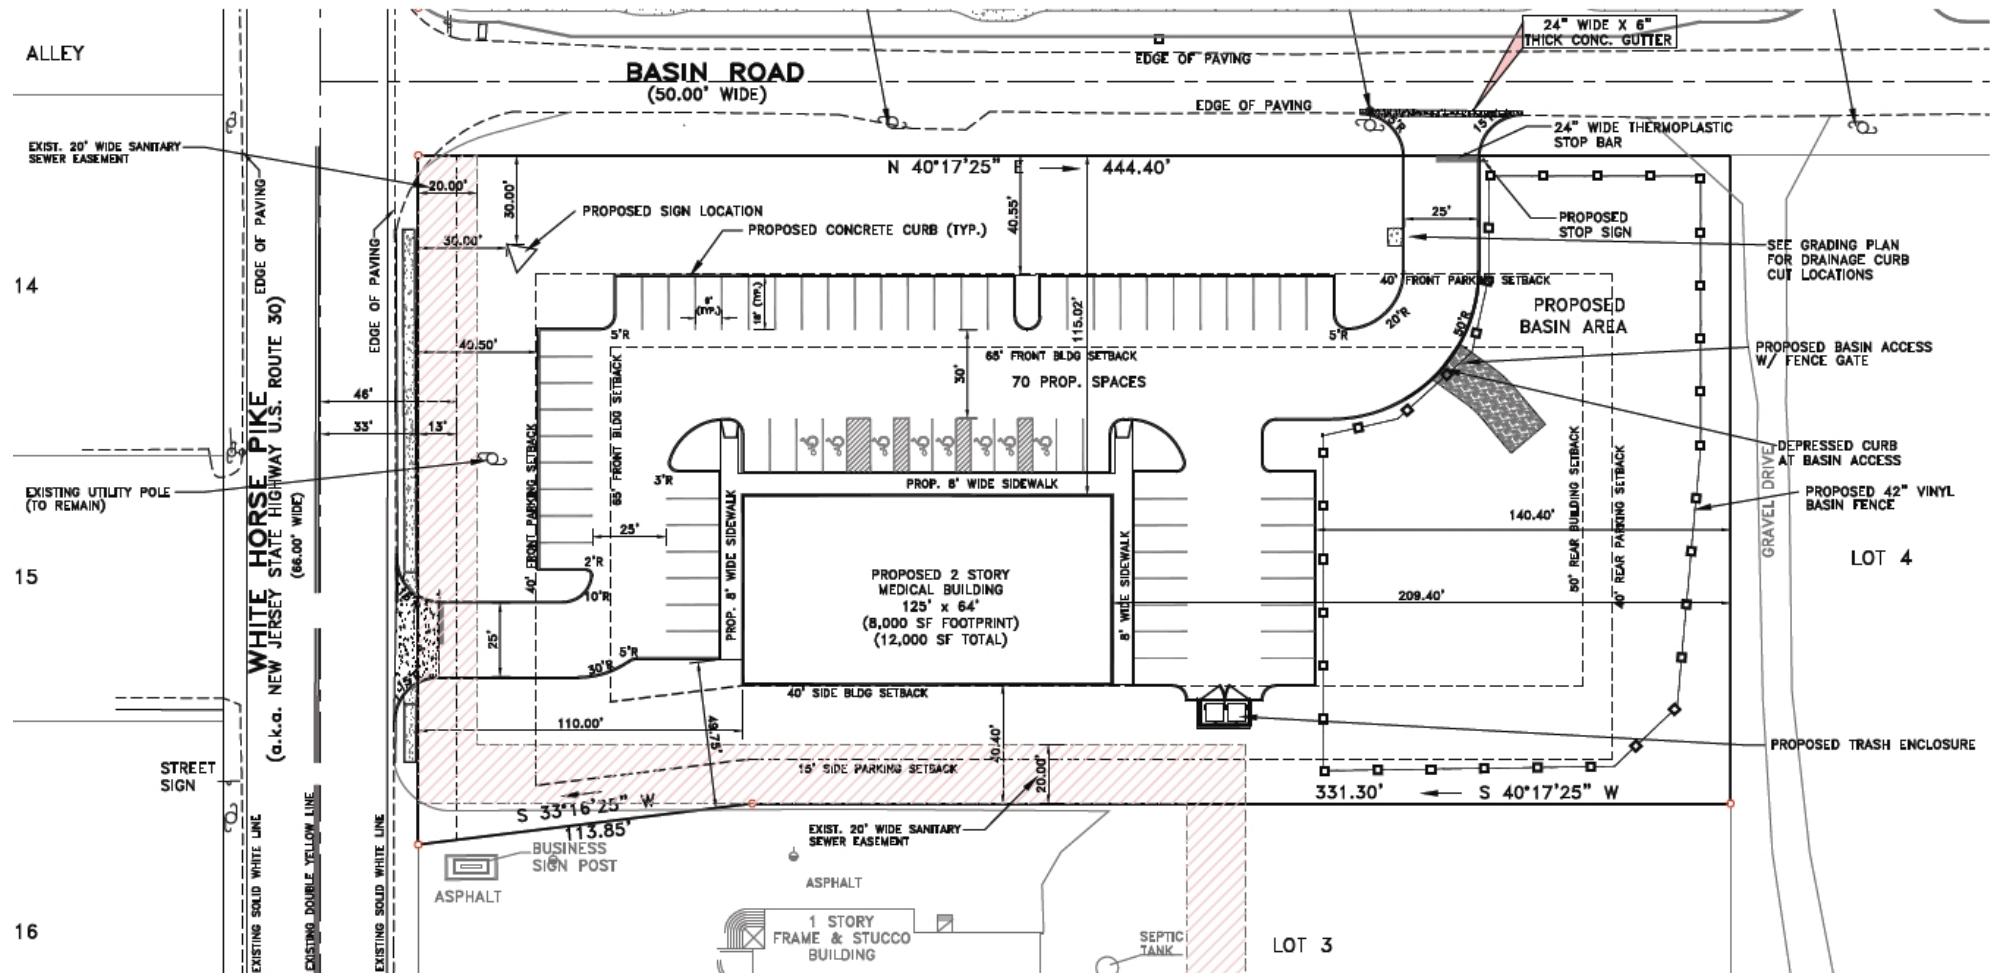 ALLEY
24" WIDE X 6"
THICK CONC. GUTTER
BASIN ROAD
(50.00' WIDE)
EDGE OF PAVING
EDGE OF PAVING
EXIST. 20' WIDE SANITARY
SEWER EASEMENT
24" WIDE THERMOPLASTIC
STOP BAR
15'R
N 40°17'25" E
444.40'
20.00'
30.00'
30.00'
PROPOSED SIGN LOCATION
PROPOSED CONCRETE CURB (TYP.)
40.55'
25'
PROPOSED
STOP SIGN
SEE GRADING PLAN
FOR DRAINAGE CURB
CUT LOCATIONS
EDGE OF PAVING
EDGE OF PAVING
14
40' FRONT PARKING SETBACK
PROPOSED
BASIN AREA
(TYP.)
18' (TYP.)
115.02'
5'R
5'R
20'R
50'R
40.50'
65' FRONT BLDG SETBACK
65' FRONT BLDG SETBACK
30'
70 PROP. SPACES
PROPOSED BASIN ACCESS
W/ FENCE GATE
46'
33'
13'
40' FRONT PARKING SETBACK
DEPRESSED CURB
AT BASIN ACCESS
EXISTING UTILITY POLE
(TO REMAIN)
WHITE HORSE PIKE
(a.k.a. NEW JERSEY STATE HIGHWAY U.S. ROUTE 30)
(66.00' WIDE)
3'R
PROP. 8' WIDE SIDEWALK
PROP. 8' WIDE SIDEWALK
8' WIDE SIDEWALK
PROPOSED 42" VINYL
BASIN FENCE
140.40'
50' REAR BUILDING SETBACK
40' REAR PARKING SETBACK
GRAVEL DRIVE
LOT 4
25'
2'R
10'R
15
PROPOSED 2 STORY
MEDICAL BUILDING
125' x 64'
(8,000 SF FOOTPRINT)
(12,000 SF TOTAL)
209.40'
25'
5'R
30'R
15'R
40' SIDE BLDG SETBACK
110.00'
49.75'
40.40'
20.00'
PROPOSED TRASH ENCLOSURE
STREET
SIGN
15' SIDE PARKING SETBACK
S 33°16'25" W
113.85'
331.30'
S 40°17'25" W
EXIST. 20' WIDE SANITARY
SEWER EASEMENT
EXISTING SOLID WHITE LINE
EXISTING DOUBLE YELLOW LINE
EXISTING SOLID WHITE LINE
BUSINESS
SIGN POST
ASPHALT
ASPHALT
16
1 STORY
FRAME & STUCCO
BUILDING
SEPTIC
TANK
LOT 3